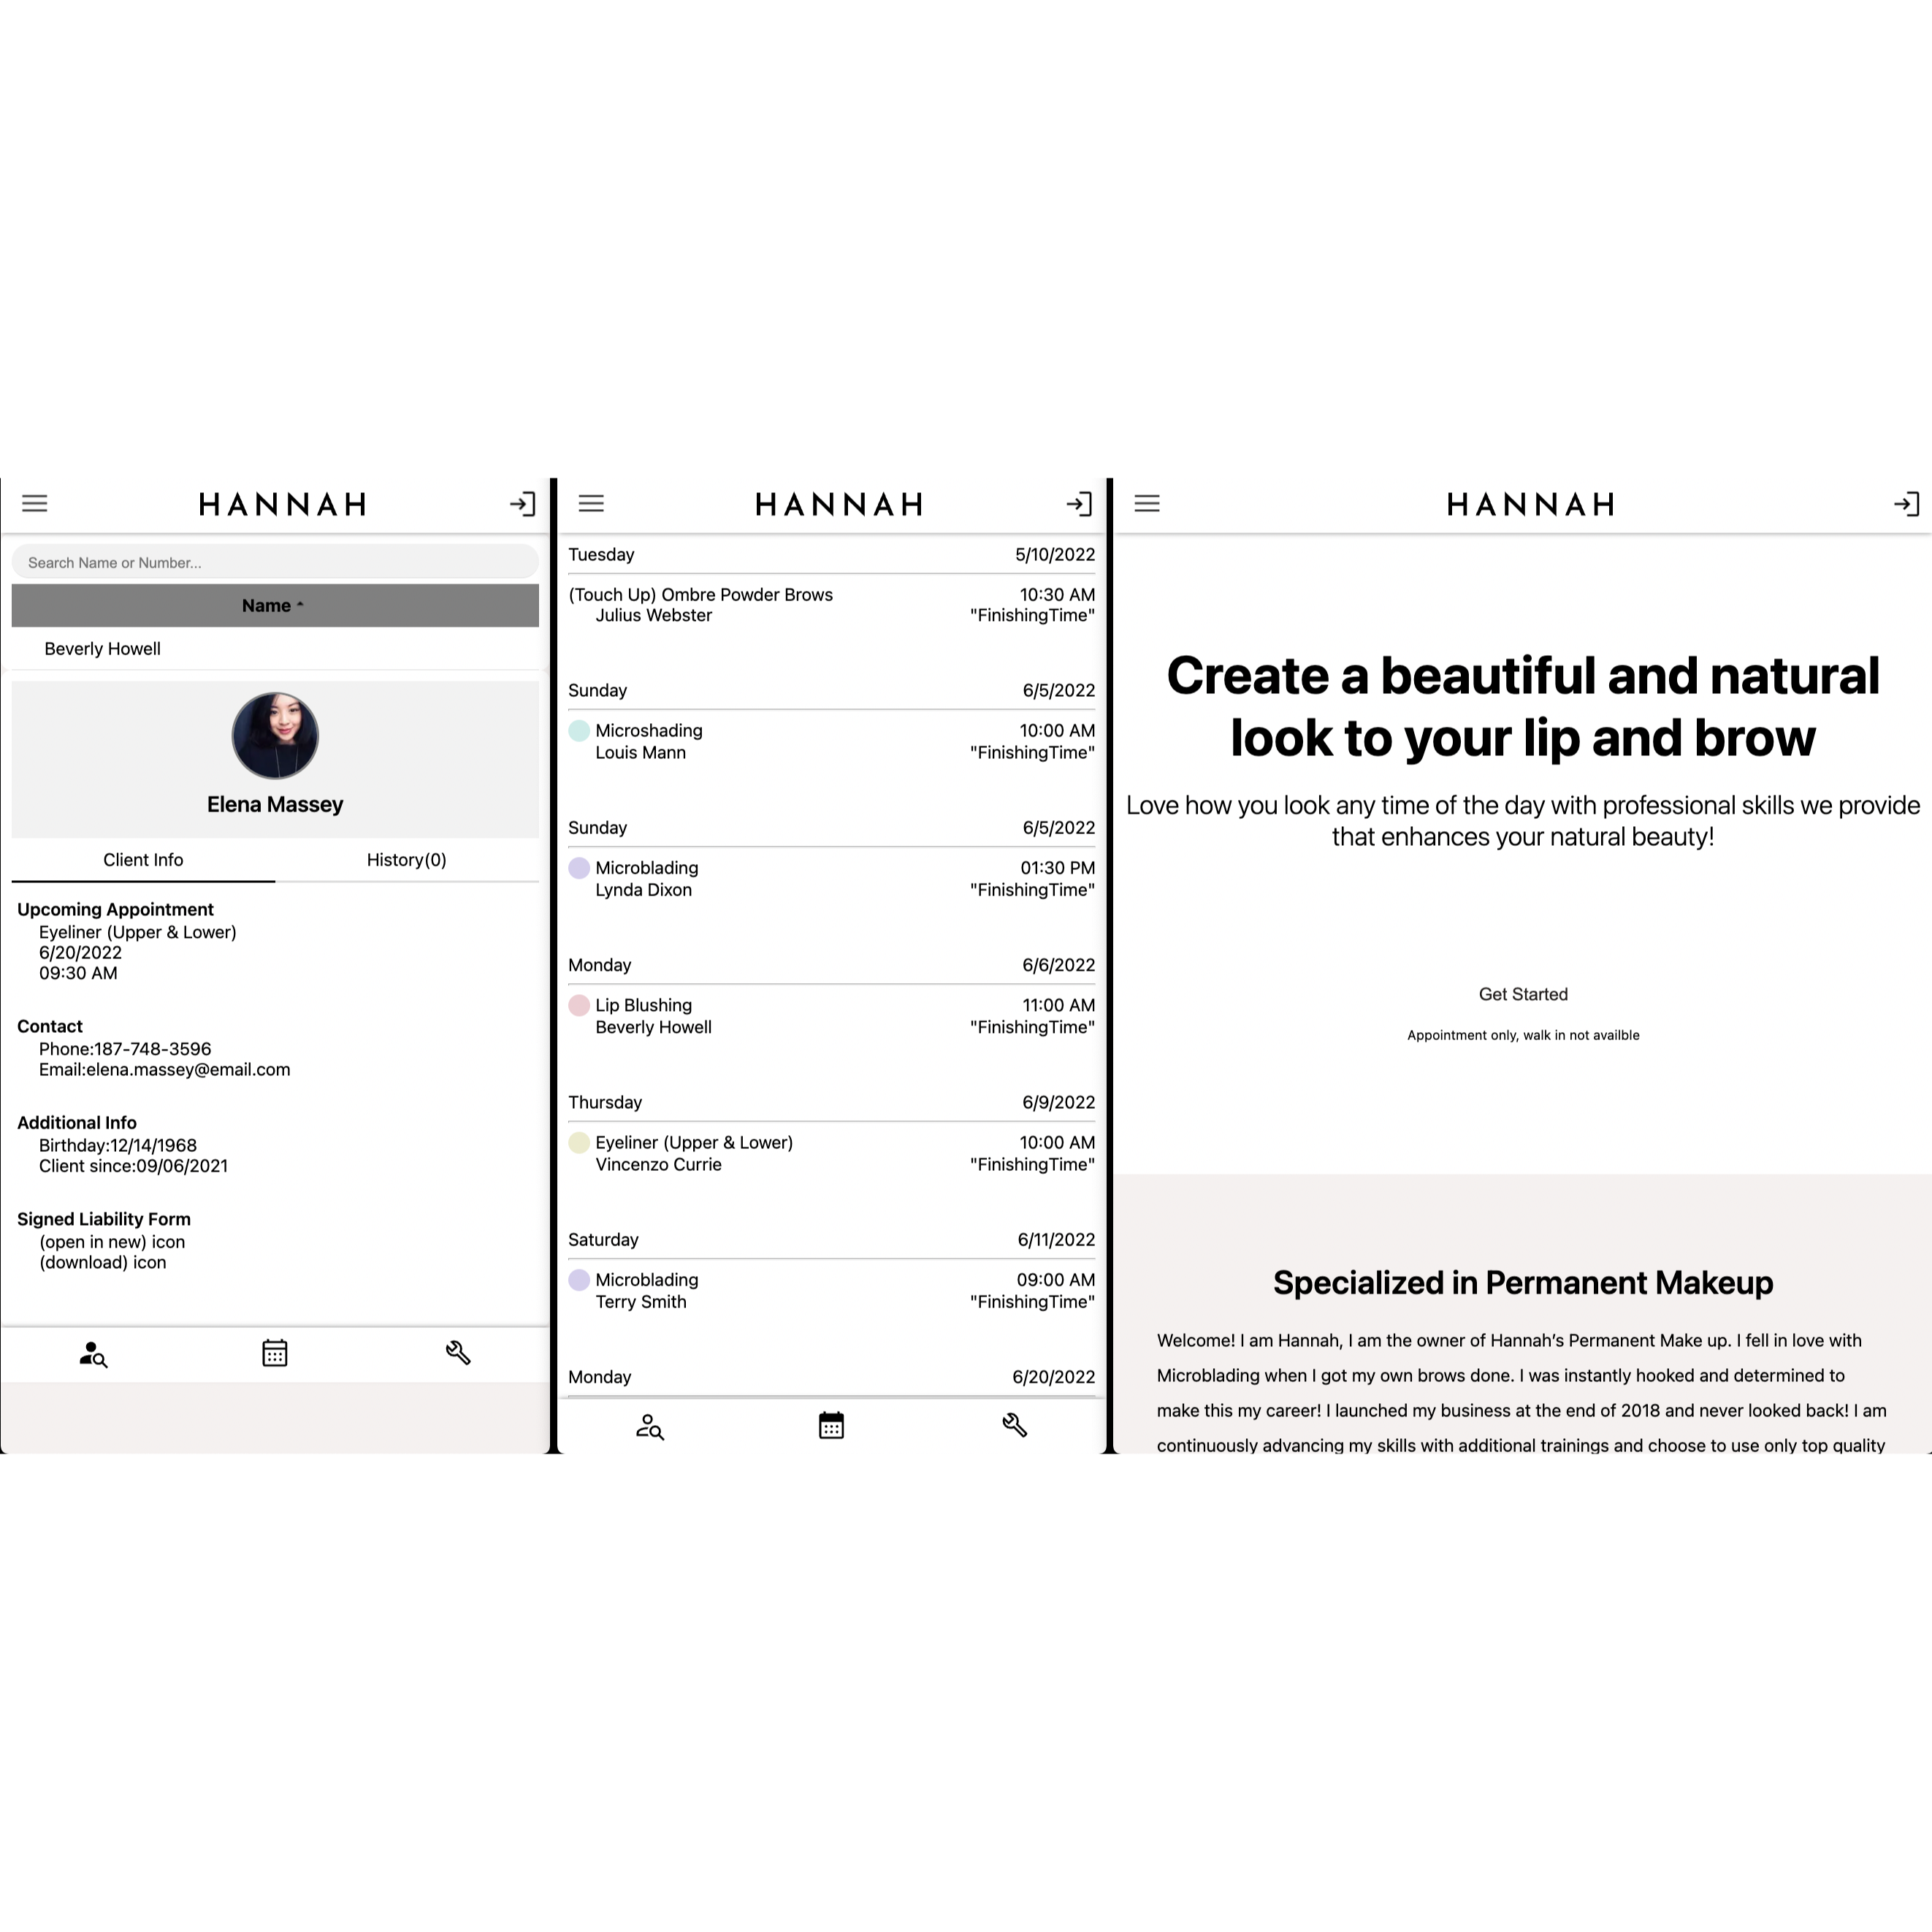 HANNAH
Search Name or Number...
Name
Beverly Howell
Elena Massey
Client Info History(0)
Upcoming Appointment
Eyeliner (Upper & Lower)
6/20/2022
09:30 AM
Contact
Phone:187-748-3596
Email:elena.massey@email.com
Additional Info
Birthday:12/14/1968
Client since:09/06/2021
Signed Liability Form
(open in new) icon
(download) icon
HANNAH
Tuesday 5/10/2022
(Touch Up) Ombre Powder Brows 10:30 AM
Julius Webster "FinishingTime"
Sunday 6/5/2022
Microshading 10:00 AM
Louis Mann "FinishingTime"
Sunday 6/5/2022
Microblading 01:30 PM
Lynda Dixon "FinishingTime"
Monday 6/6/2022
Lip Blushing 11:00 AM
Beverly Howell "FinishingTime"
Thursday 6/9/2022
Eyeliner (Upper & Lower) 10:00 AM
Vincenzo Currie "FinishingTime"
Saturday 6/11/2022
Microblading 09:00 AM
Terry Smith "FinishingTime"
Monday 6/20/2022
HANNAH
Create a beautiful and natural
look to your lip and brow
Love how you look any time of the day with professional skills we provide
that enhances your natural beauty!
Get Started
Appointment only, walk in not availble
Specialized in Permanent Makeup
Welcome! I am Hannah, I am the owner of Hannah’s Permanent Make up. I fell in love with
Microblading when I got my own brows done. I was instantly hooked and determined to
make this my career! I launched my business at the end of 2018 and never looked back! I am
continuously advancing my skills with additional trainings and choose to use only top quality